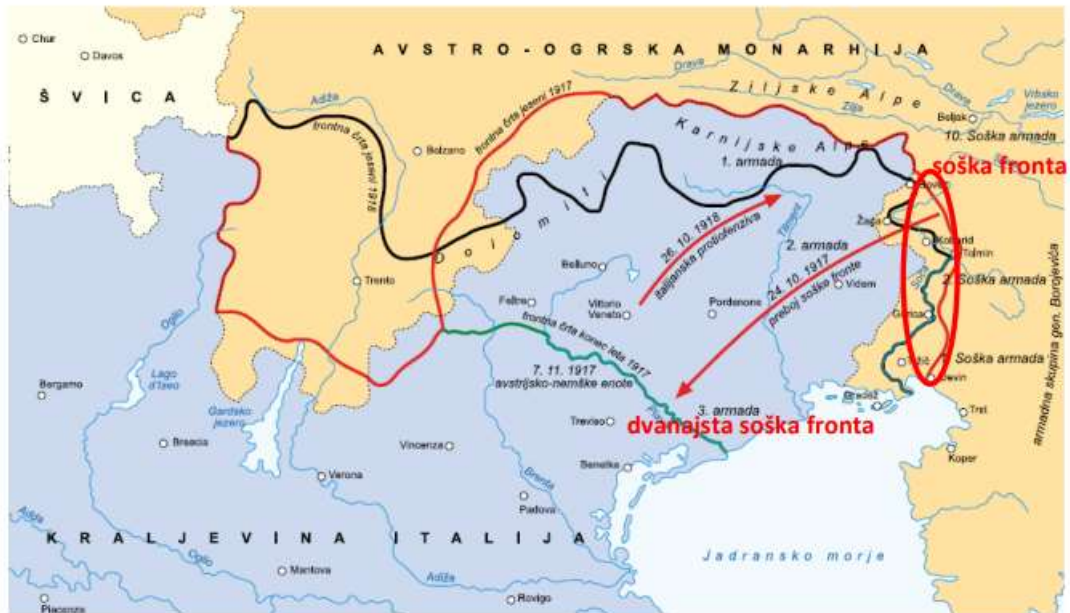 Chur
Davos
ŠVICA
AVSTRO-OGRSKA MONARHIJA
Adiža
frontna črta jeseni 1918
frontna črta jeseni 1917
Bolzano
Drava
Ziljske Alpe
Zilja
Drava
Vrbsko
jezero
Beljak
10. Soška armada
Karnijske Alpe
1. armada
soška fronta
Bovec
Žaga
Kobarid
Tolmin
Dolomiti
26. 10. 1918
italijanska protiofenziva
2. armada
24. 10. 1917
preboj soške fronte
Belluno
Trento
Feltre
Vittorio
Veneto
Pordenone
Videm
Soča
2. Soška armada
Gorica
frontna črta konec leta 1917
7. 11. 1917
avstrijsko-nemške enote
Soška armada
Tržič
Devin
Gradež
armadna skupina gen. Borojevića
Oglio
Lago
d'Iseo
Bergamo
Gardsko
jezero
3. armada
dvanajsta soška fronta
Treviso
Trst
Brescia
Vincenza
Koper
Benetke
Verona
Brenta
Padova
Adda
KRALJEVINA ITALIJA
Oglio
Jadransko morje
Mantova
Adiža
Rovigo
Piacenza